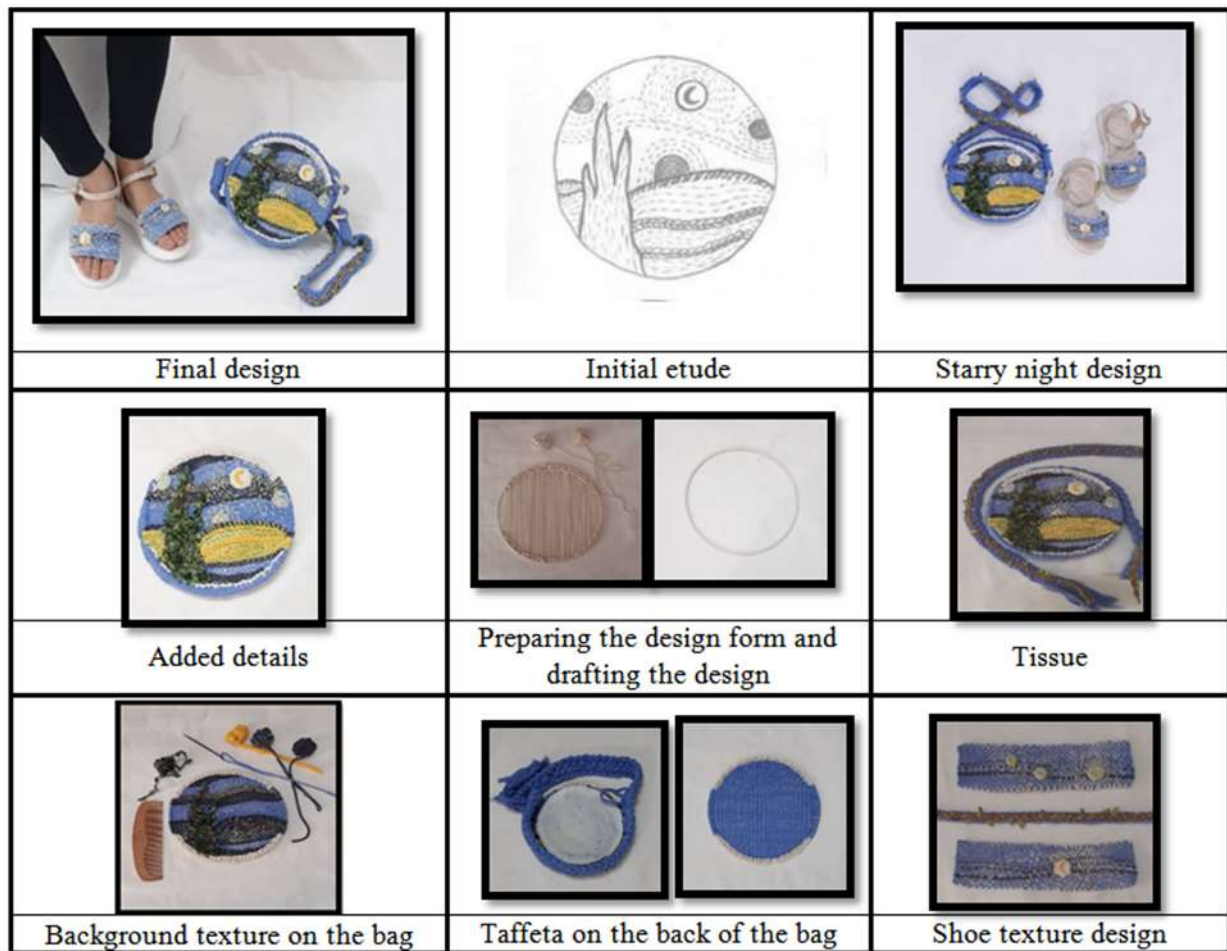 Final design
Initial etude
Starry night design
Added details
Preparing the design form and
drafting the design
Tissue
Background texture on the bag
Taffeta on the back of the bag
Shoe texture design